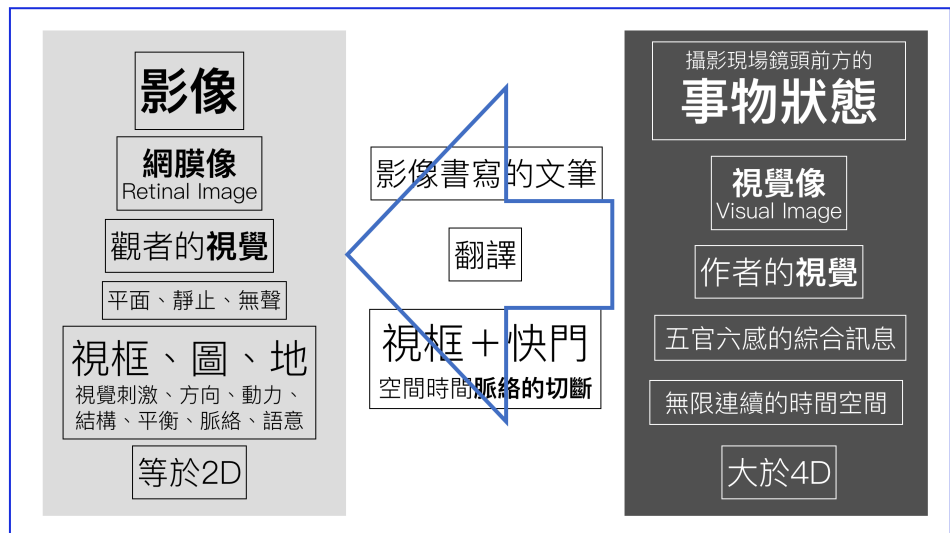 影像
網膜像
Retinal Image
觀者的視覺
平面、靜止、無聲
視框、圖、地
視覺刺激、方向、動力、
結構、平衡、脈絡、語意
等於2D
影像書寫的文筆
翻譯
視框＋快門
空間時間脈絡的切斷
攝影現場鏡頭前方的
事物狀態
視覺像
Visual Image
作者的視覺
五官六感的綜合訊息
無限連續的時間空間
大於4D